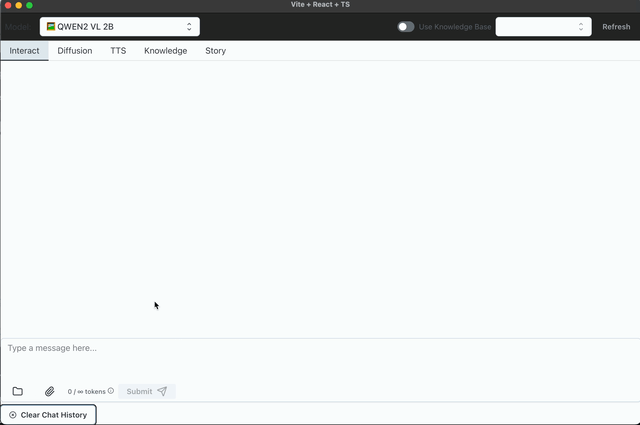 Vite + React + TS
Model: QWEN2 VL 2B Use Knowledge Base Refresh
Interact Diffusion TTS Knowledge Story
Type a message here...
0 / ∞ tokens Submit
Clear Chat History